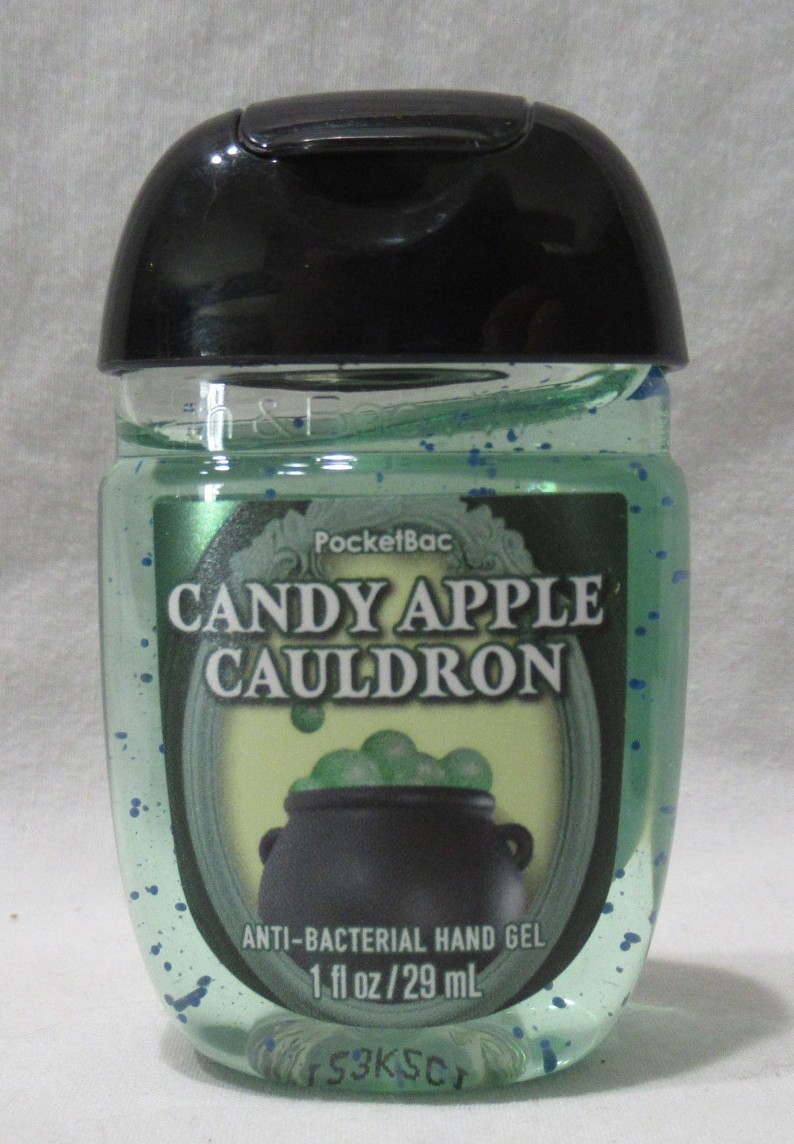 PocketBac
CANDY APPLE
CAULDRON
ANTI-BACTERIAL HAND GEL
1 fl oz/29 mL